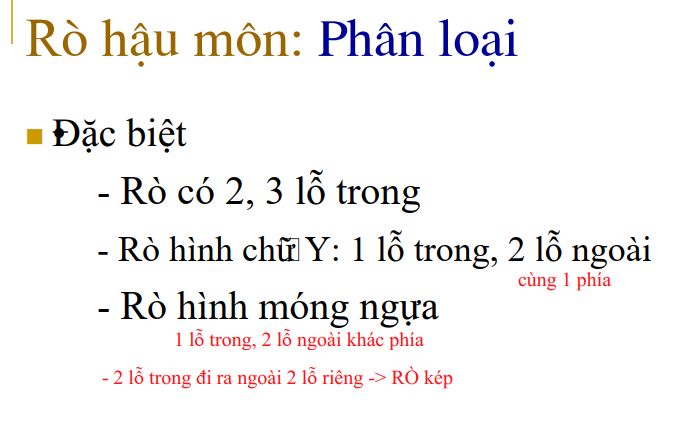 Rò hậu môn: Phân loại
Đặc biệt
- Rò có 2, 3 lỗ trong
- Rò hình chữ Y: 1 lỗ trong, 2 lỗ ngoài
cùng 1 phía
- Rò hình móng ngựa
1 lỗ trong, 2 lỗ ngoài khác phía
- 2 lỗ trong đi ra ngoài 2 lỗ riêng -> RÒ kép